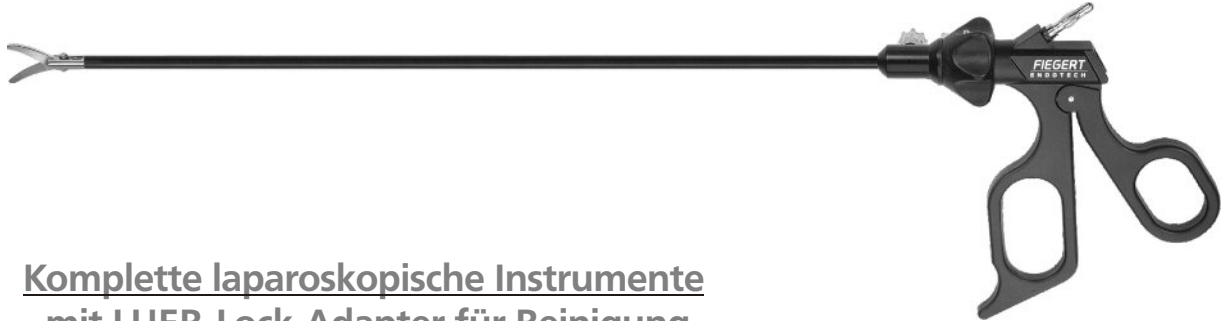 FIEGERT
ENDOTECH
Komplette laparoskopische Instrumente
mit LUER-Lock-Adapter für Reinigung